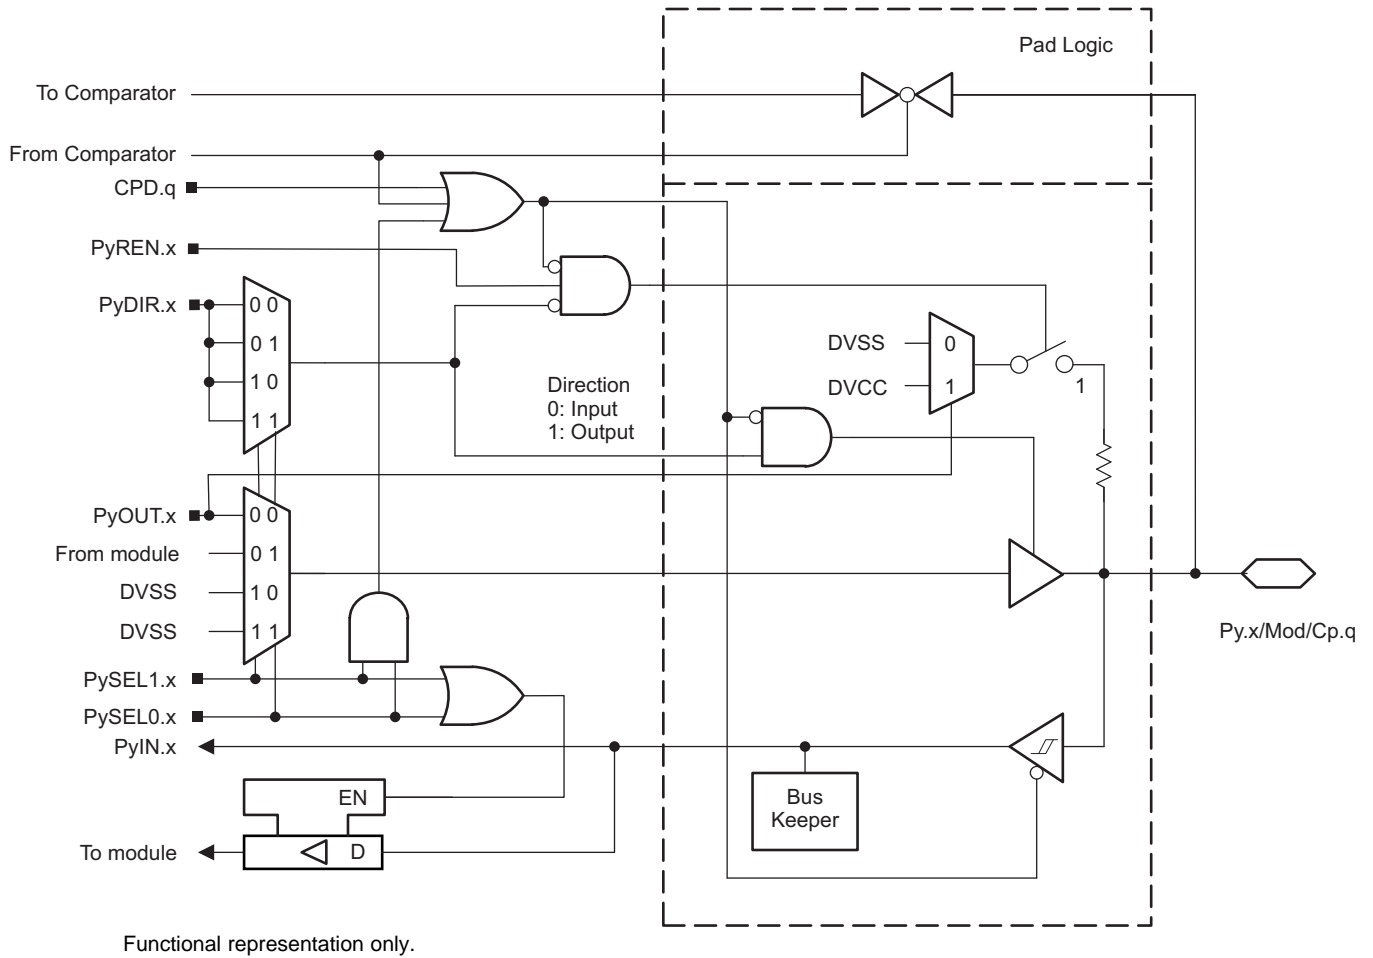 Pad Logic
To Comparator
From Comparator
CPD.q
PyREN.x
PyDIR.x
0 0
0 1
1 0
1 1
Direction
0: Input
1: Output
DVSS
0
DVCC
1
1
PyOUT.x
0 0
From module
0 1
DVSS
1 0
DVSS
1 1
Py.x/Mod/Cp.q
PySEL1.x
PySEL0.x
PyIN.x
Bus
Keeper
EN
To module
D
Functional representation only.